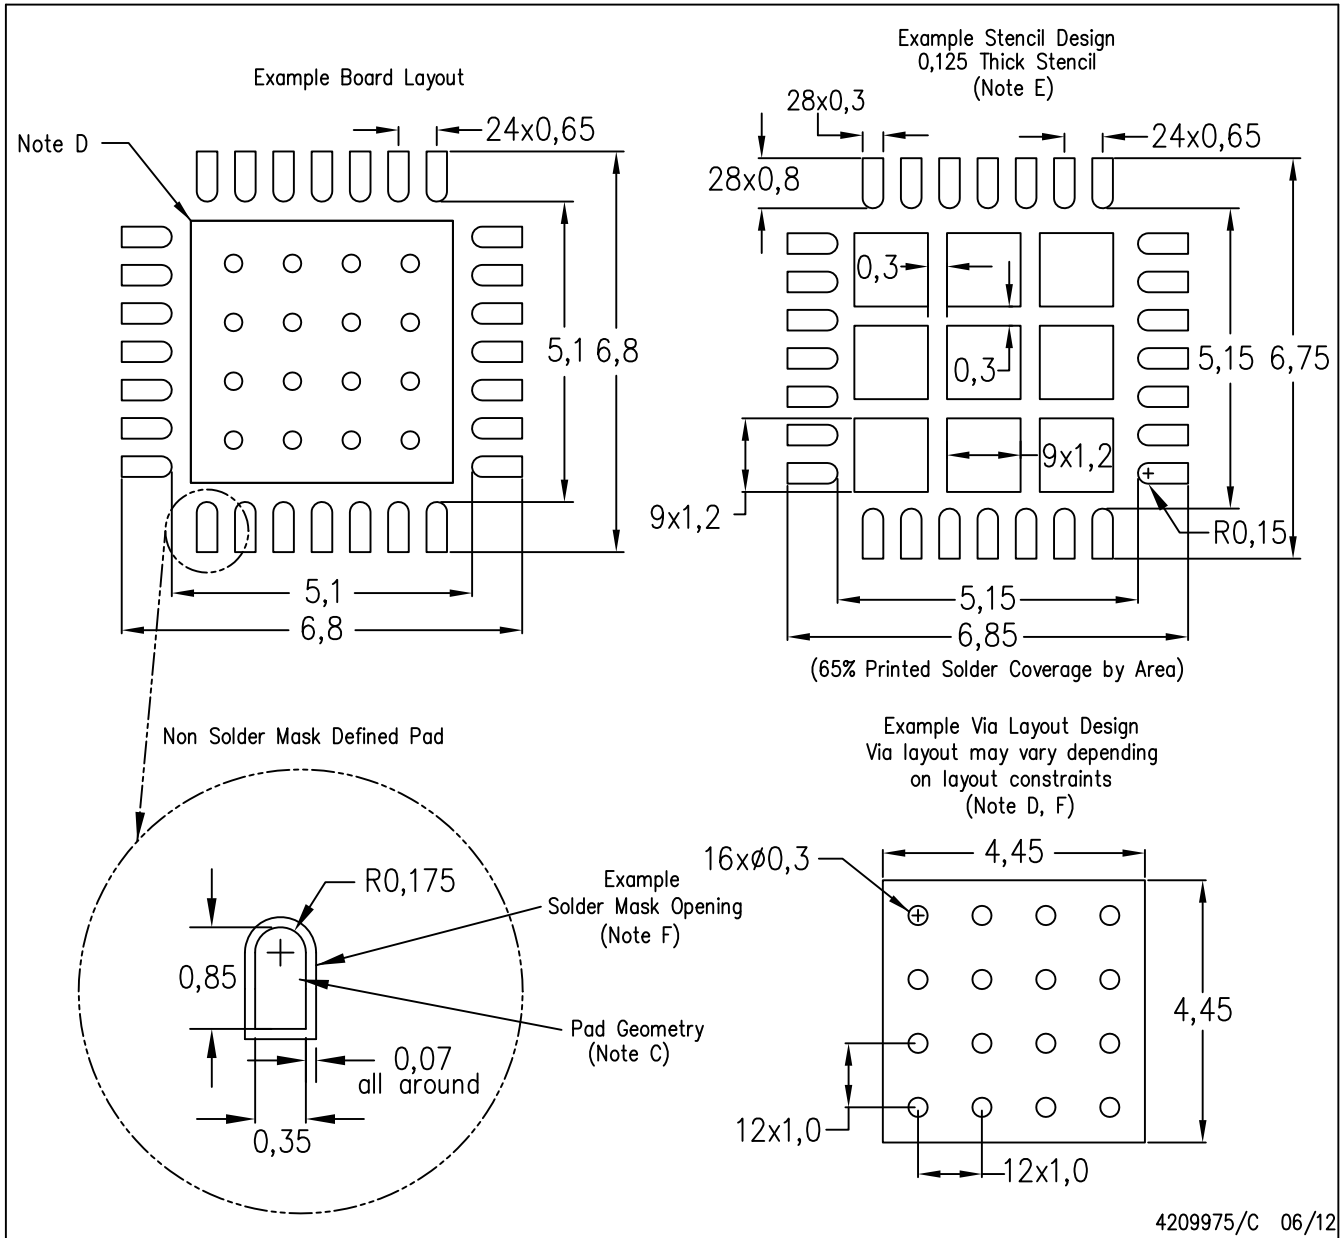 Example Board Layout
Note D
24x0,65
5,1
6,8
5,1
6,8
Example Stencil Design
0,125 Thick Stencil
(Note E)
28x0,3
24x0,65
28x0,8
0,3
0,3
5,15
6,75
9x1,2
9x1,2
R0,15
5,15
6,85
(65% Printed Solder Coverage by Area)
Non Solder Mask Defined Pad
R0,175
Example
Solder Mask Opening
(Note F)
0,85
Pad Geometry
(Note C)
0,07
all around
0,35
Example Via Layout Design
Via layout may vary depending
on layout constraints
(Note D, F)
16xø0,3
4,45
4,45
12x1,0
12x1,0
4209975/C 06/12